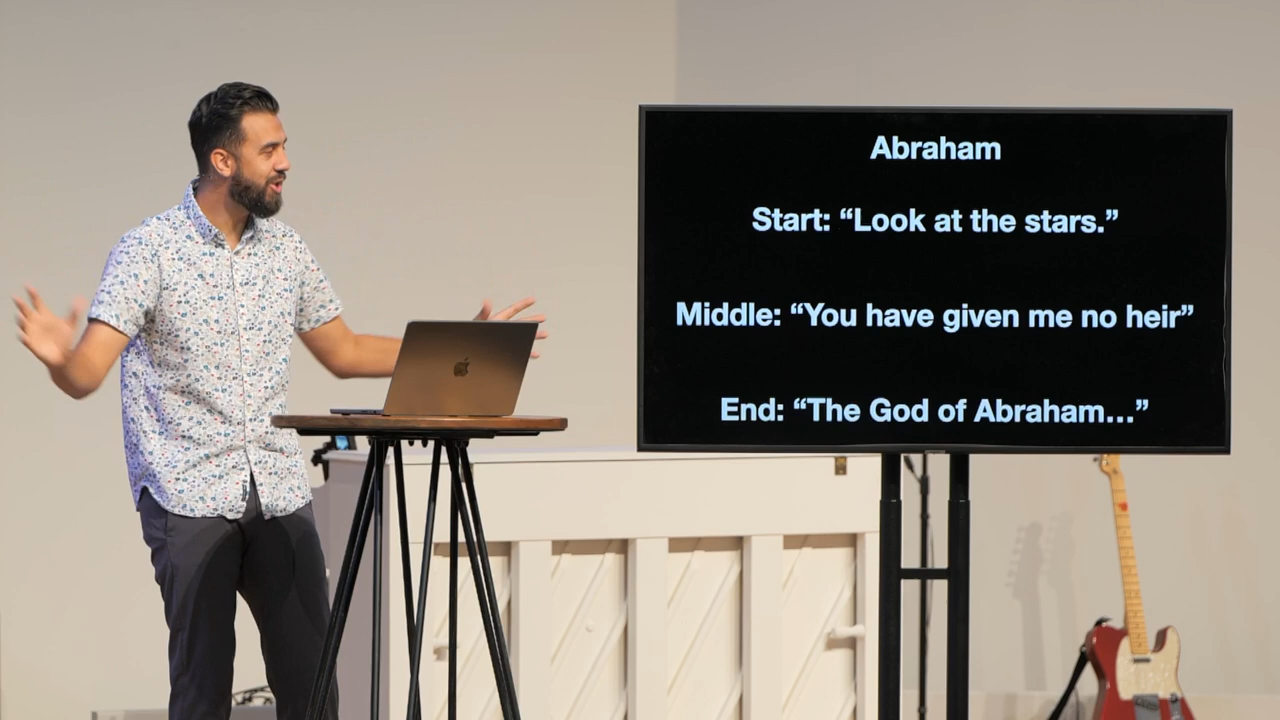 Abraham
Start: “Look at the stars.”
Middle: “You have given me no heir”
End: “The God of Abraham...”